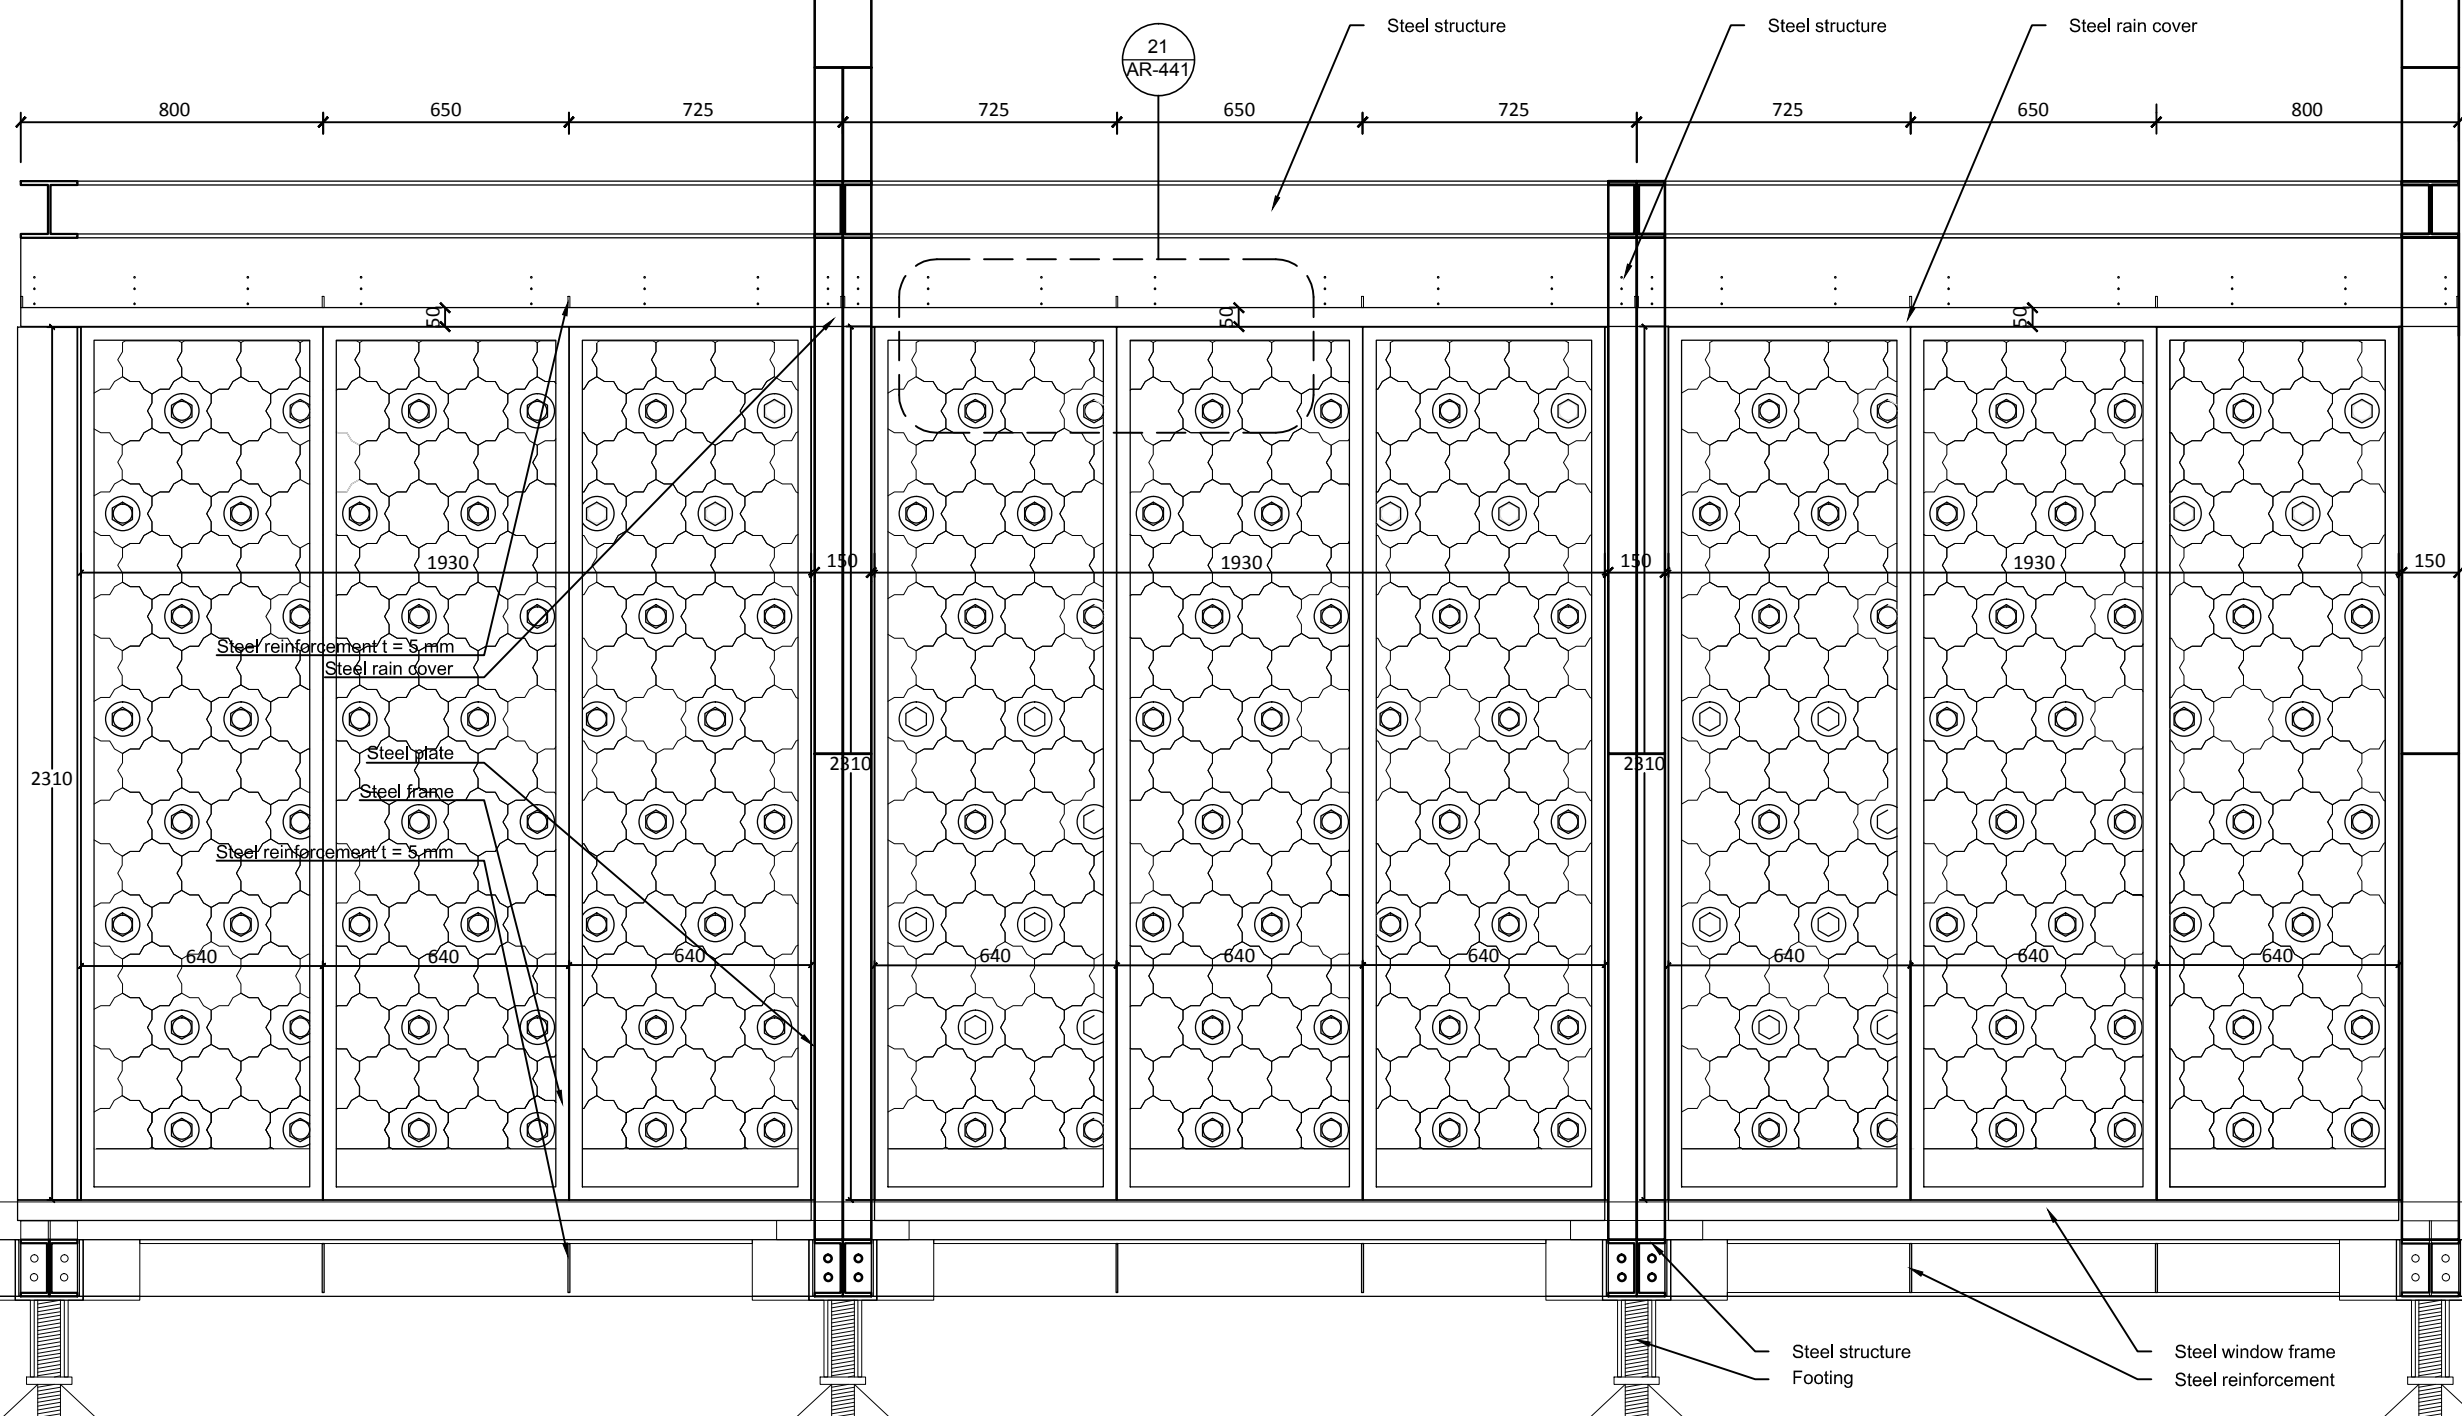 Steel structure
Steel structure
Steel rain cover
21
AR-441
800
650
725
725
650
725
725
650
800
50
50
50
1930
150
1930
150
1930
150
Steel reinforcement t = 5 mm
Steel rain cover
Steel plate
2310
2310
2310
Steel frame
Steel reinforcement t = 5 mm
640
640
640
640
640
640
640
640
640
Steel structure
Footing
Steel window frame
Steel reinforcement